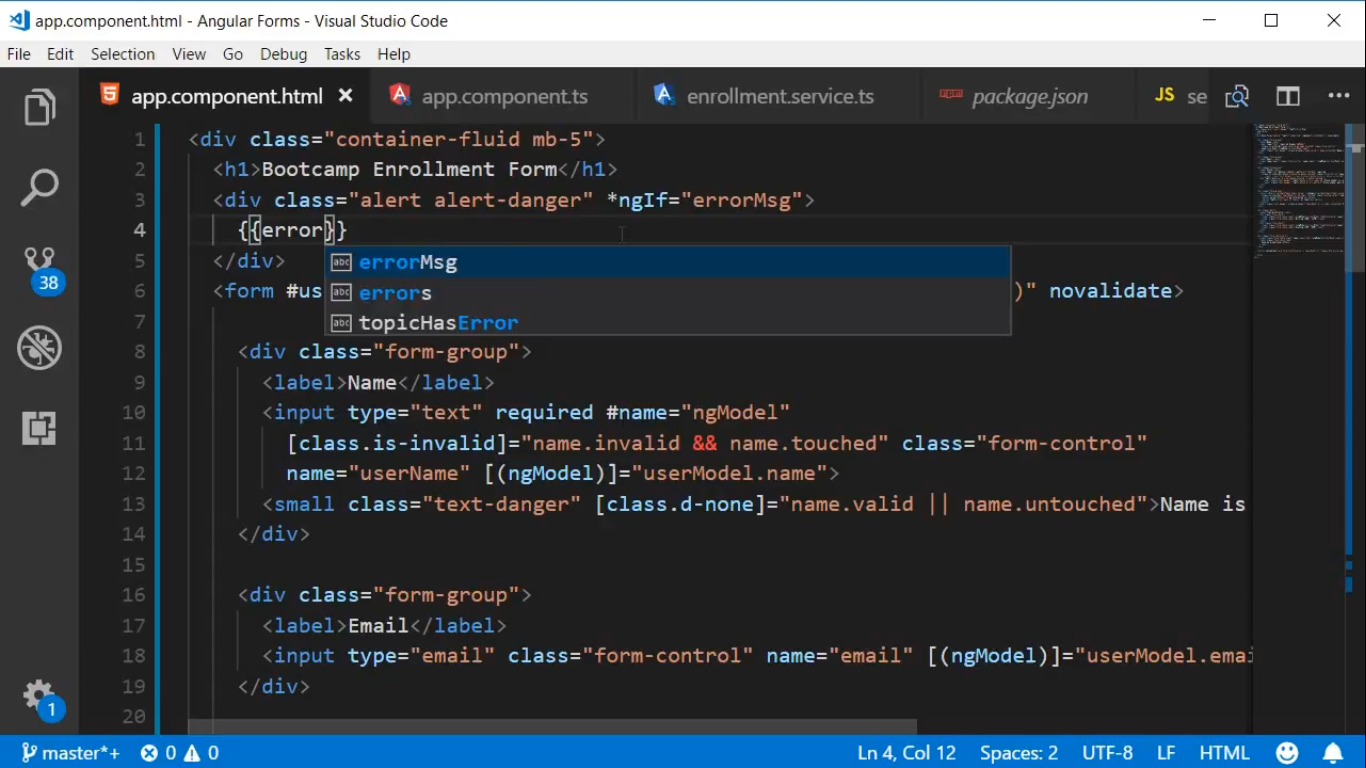 app.component.html - Angular Forms - Visual Studio Code
File Edit Selection View Go Debug Tasks Help
app.component.html app.component.ts enrollment.service.ts package.json JS se
1 <div class="container-fluid mb-5">
2 <h1>Bootcamp Enrollment Form</h1>
3 <div class="alert alert-danger" *ngIf="errorMsg">
4 {{error}}
5 </div>
errorMsg
6 <form #us )" novalidate>
errors
7
topicHasError
8 <div class="form-group">
9 <label>Name</label>
10 <input type="text" required #name="ngModel"
11 [class.is-invalid]="name.invalid && name.touched" class="form-control"
12 name="userName" [(ngModel)]="userModel.name">
13 <small class="text-danger" [class.d-none]="name.valid || name.untouched">Name is
14 </div>
15
16 <div class="form-group">
17 <label>Email</label>
18 <input type="email" class="form-control" name="email" [(ngModel)]="userModel.emai
19 </div>
20
38
1
master*+ 0 0 Ln 4, Col 12 Spaces: 2 UTF-8 LF HTML